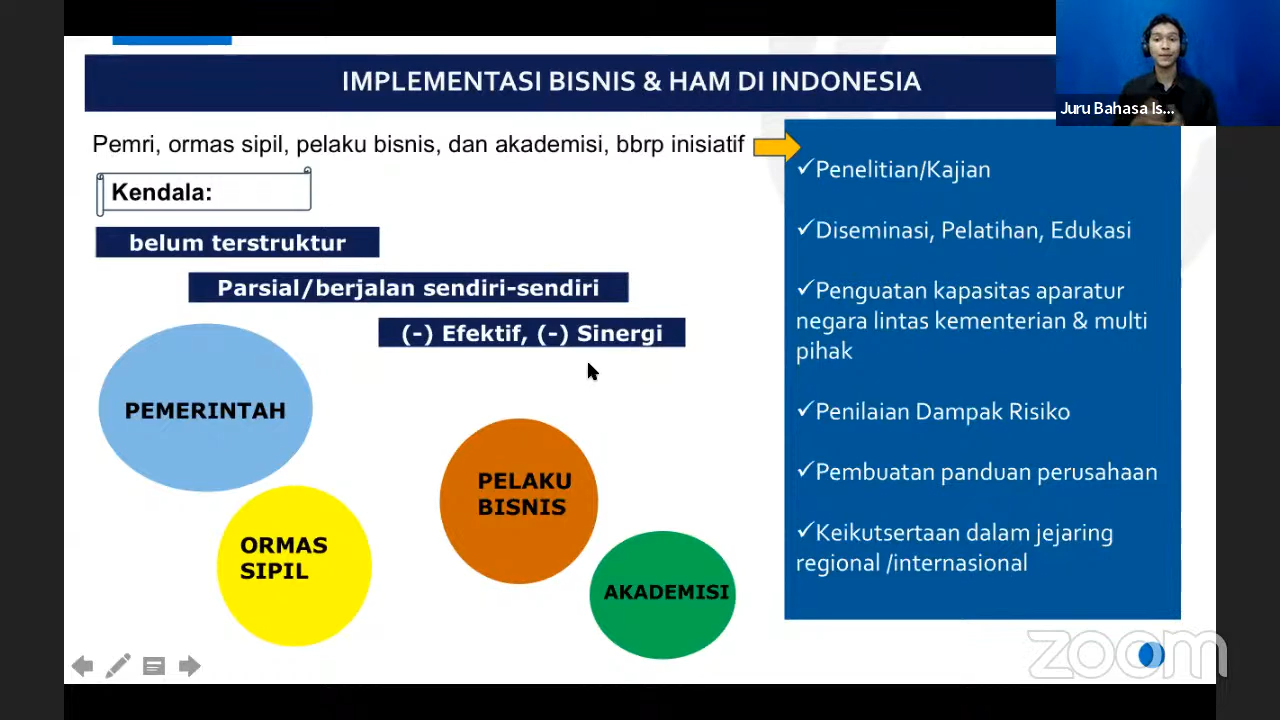 IMPLEMENTASI BISNIS & HAM DI INDONESIA
Juru Bahasa Is...
Pemri, ormas sipil, pelaku bisnis, dan akademisi, bbrp inisiatif
Kendala:
belum terstruktur
Parsial/berjalan sendiri-sendiri
(-) Efektif, (-) Sinergi
PEMERINTAH
ORMAS
SIPIL
PELAKU
BISNIS
AKADEMISI
✓Penelitian/Kajian
✓Diseminasi, Pelatihan, Edukasi
✓Penguatan kapasitas aparatur
negara lintas kementerian & multi
pihak
✓Penilaian Dampak Risiko
✓Pembuatan panduan perusahaan
✓Keikutsertaan dalam jejaring
regional /internasional
zoom